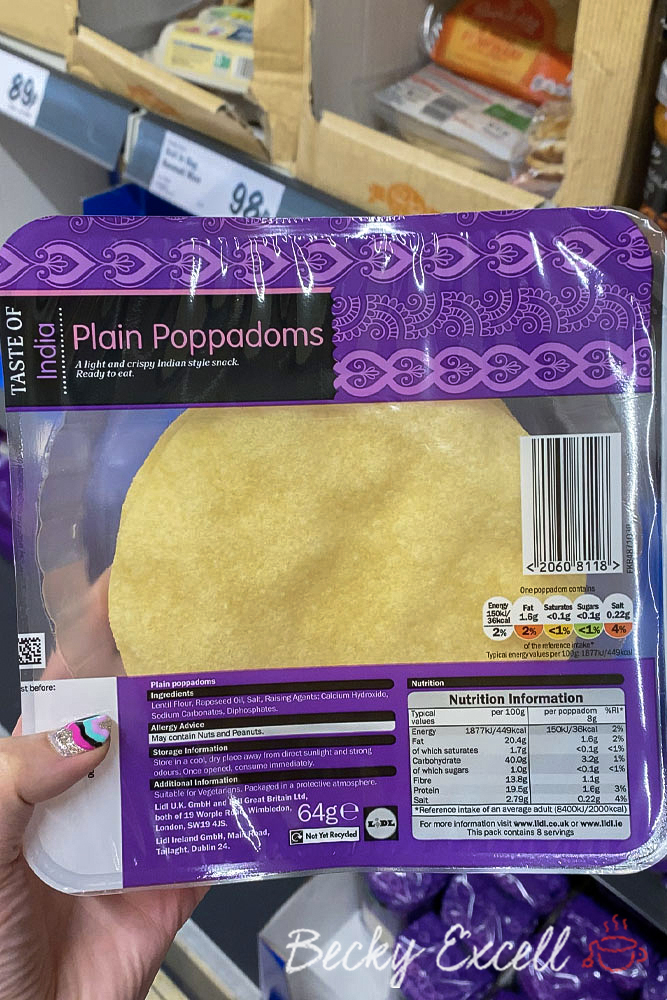 89p
98p
TASTE OF
India
Plain Poppadoms
A light and crispy Indian style snack.
Ready to eat.
2060 8118
One poppadom contains
Energy 150kJ/ 36kcal 2%
Fat 1.6g 2%
Saturates <0.1g <1%
Sugars <0.1g <1%
Salt 0.22g 4%
of the reference intake*
Typical energy values per 100g: 1877kJ/449kcal
st before:
Plain poppadoms
Ingredients
Lentil Flour, Rapeseed Oil, Salt, Raising Agents: Calcium Hydroxide,
Sodium Carbonates, Diphosphates.
Allergy Advice
May contain Nuts and Peanuts.
Storage Information
Store in a cool, dry place away from direct sunlight and strong
odours. Once opened, consume immediately.
Additional Information
Suitable for Vegetarians. Packaged in a protective atmosphere.
Lidl U.K. GmbH and Lidl Great Britain Ltd,
both of 19 Worple Road, Wimbledon,
London, SW19 4JS.
Lidl Ireland GmbH, Main Road,
Tallaght, Dublin 24.
64g e
Not Yet Recycled
LIDL
Nutrition
Nutrition Information
Typical values per 100g per poppadom 8g %RI*
Energy 1877kJ/449kcal 150kJ/36kcal 2%
Fat 20.4g 1.6g 2%
of which saturates 1.7g <0.1g <1%
Carbohydrate 40.0g 3.2g 1%
of which sugars 1.0g <0.1g <1%
Fibre 13.8g 1.1g
Protein 19.5g 1.6g 3%
Salt 2.79g 0.22g 4%
*Reference intake of an average adult (8400kJ/2000kcal)
For more information visit www.lidl.co.uk or www.lidl.ie
This pack contains 8 servings
Becky Excell